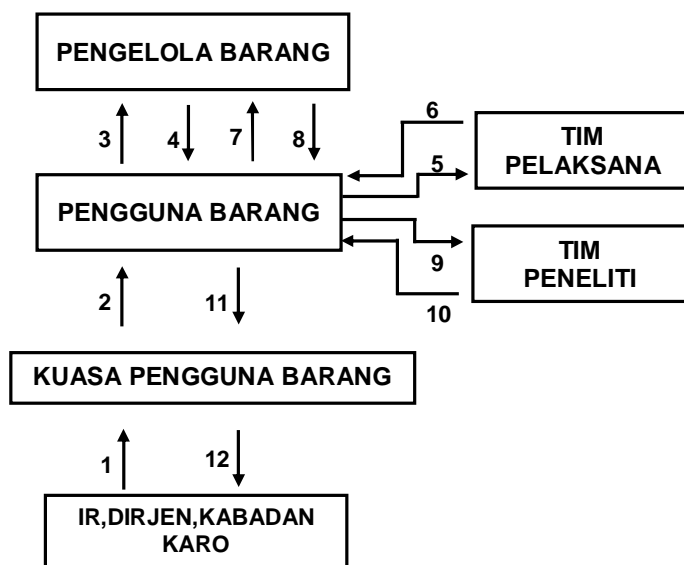 PENGELOLA BARANG
3
4
7
8
6
TIM
PELAKSANA
5
PENGGUNA BARANG
9
TIM
PENELITI
10
2
11
KUASA PENGGUNA BARANG
1
12
IR,DIRJEN,KABADAN
KARO